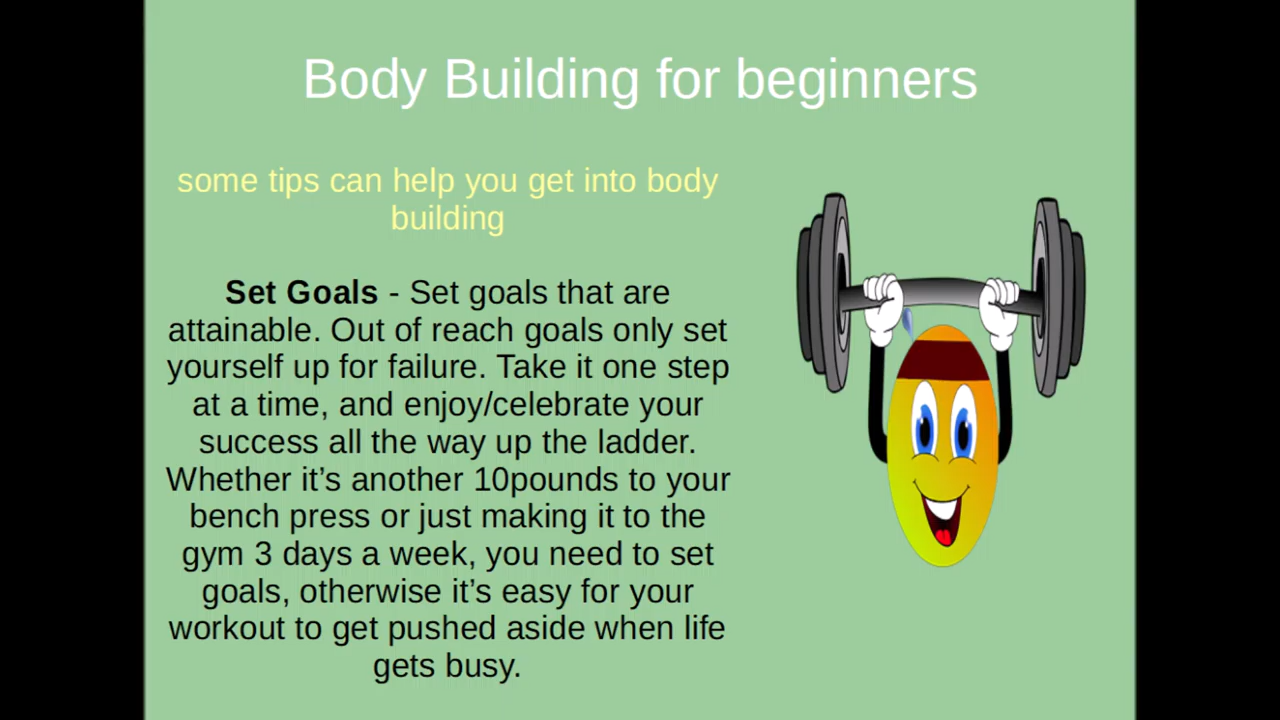 Body Building for beginners
some tips can help you get into body
building
Set Goals - Set goals that are
attainable. Out of reach goals only set
yourself up for failure. Take it one step
at a time, and enjoy/celebrate your
success all the way up the ladder.
Whether it’s another 10pounds to your
bench press or just making it to the
gym 3 days a week, you need to set
goals, otherwise it’s easy for your
workout to get pushed aside when life
gets busy.